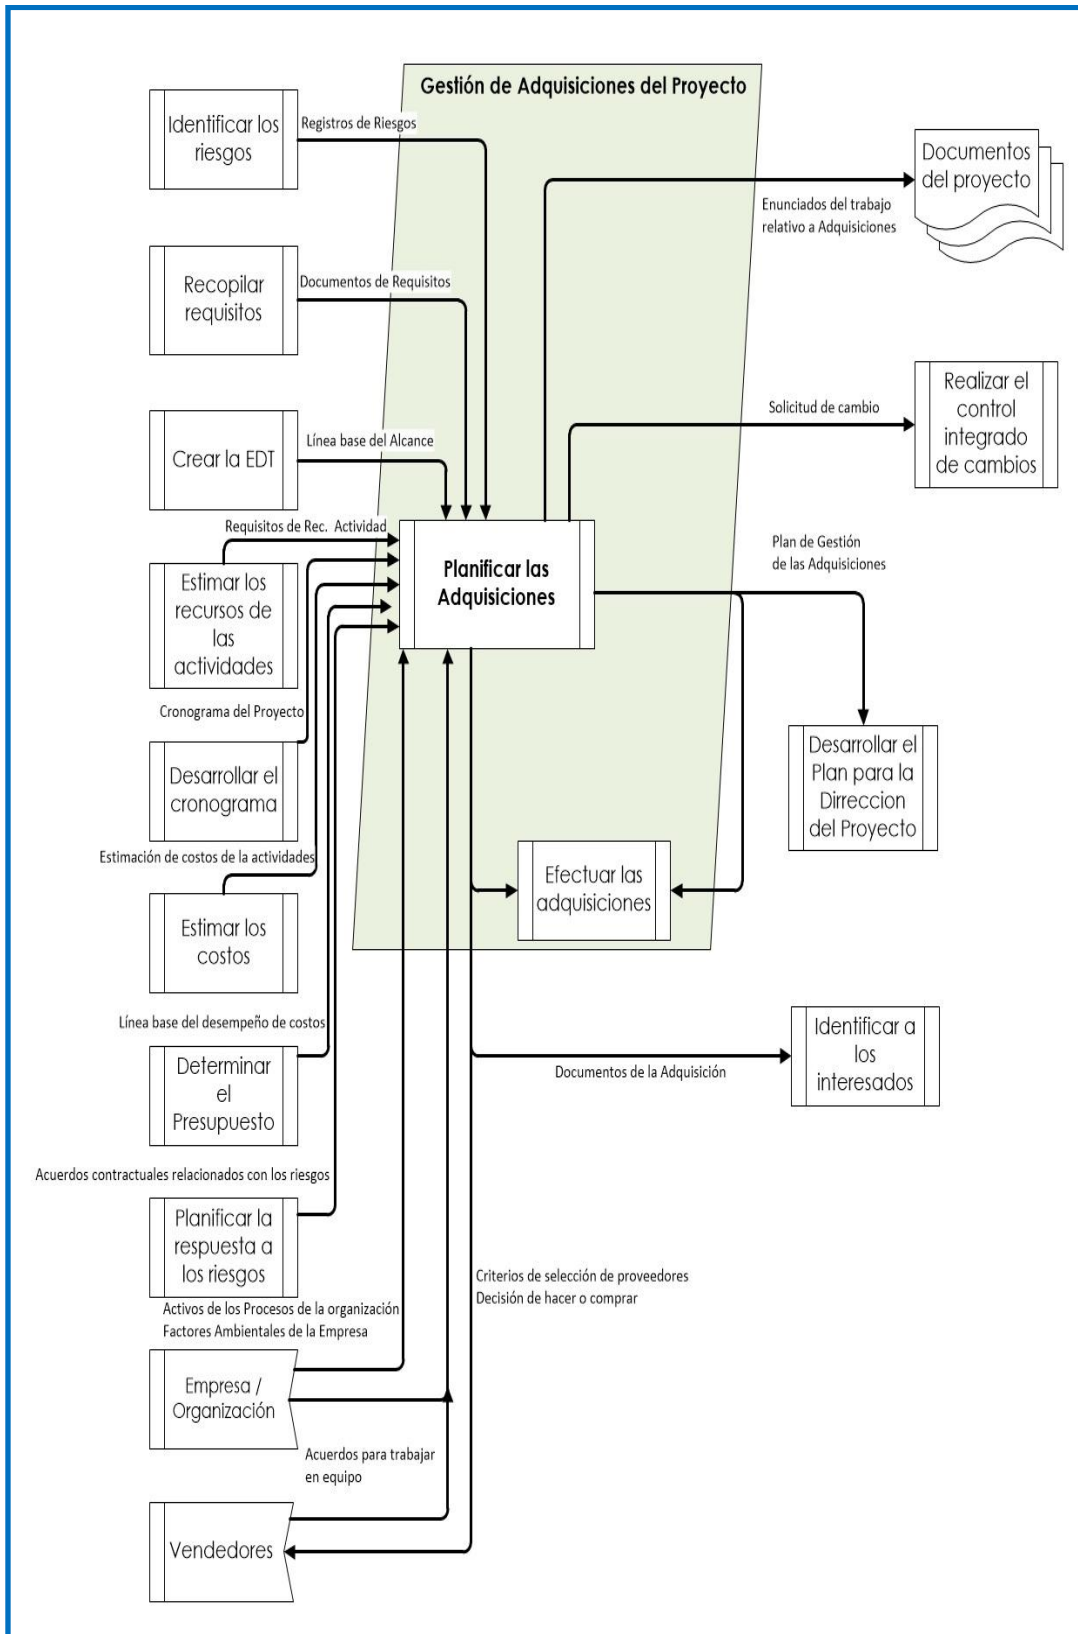 Gestión de Adquisiciones del Proyecto
Identificar los
riesgos
Registros de Riesgos
Documentos
del proyecto
Enunciados del trabajo
relativo a Adquisiciones
Recopilar
requisitos
Documentos de Requisitos
Realizar el
control
integrado
de cambios
Solicitud de cambio
Crear la EDT
Línea base del Alcance
Requisitos de Rec. Actividad
Planificar las
Adquisiciones
Plan de Gestión
de las Adquisiciones
Estimar los
recursos de
las
actividades
Cronograma del Proyecto
Desarrollar el
cronograma
Desarrollar el
Plan para la
Dirreccion
del Proyecto
Estimación de costos de la actividades
Efectuar las
adquisiciones
Estimar los
costos
Línea base del desempeño de costos
Identificar a
los
interesados
Determinar
el
Presupuesto
Documentos de la Adquisición
Acuerdos contractuales relacionados con los riesgos
Planificar la
respuesta a
los riesgos
Criterios de selección de proveedores
Decisión de hacer o comprar
Activos de los Procesos de la organización
Factores Ambientales de la Empresa
Empresa /
Organización
Acuerdos para trabajar
en equipo
Vendedores